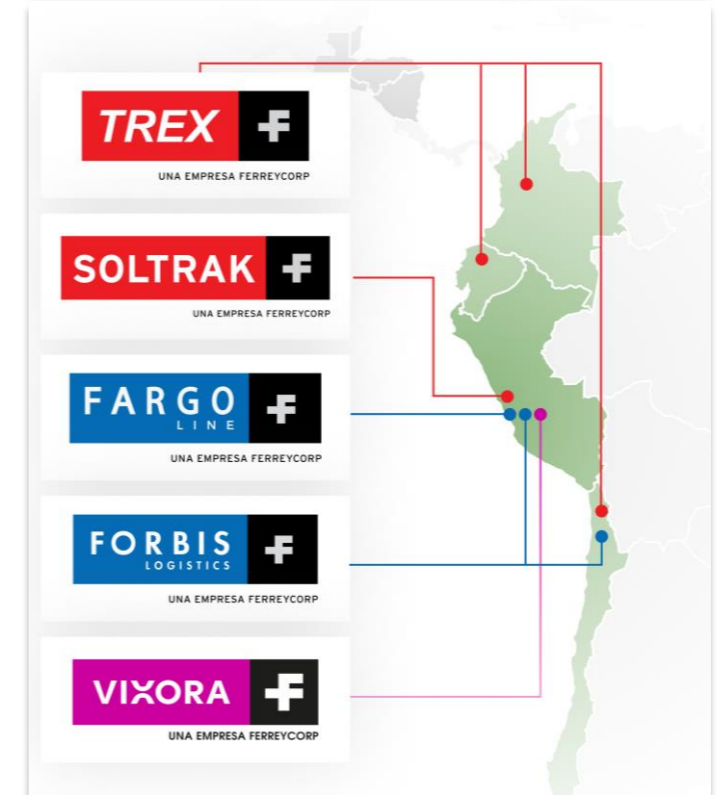 TREX
UNA EMPRESA FERREYCORP
SOLTRAK
UNA EMPRESA FERREYCORP
FARGO
LINE
UNA EMPRESA FERREYCORP
FORBIS
LOGISTICS
UNA EMPRESA FERREYCORP
VIXORA
UNA EMPRESA FERREYCORP